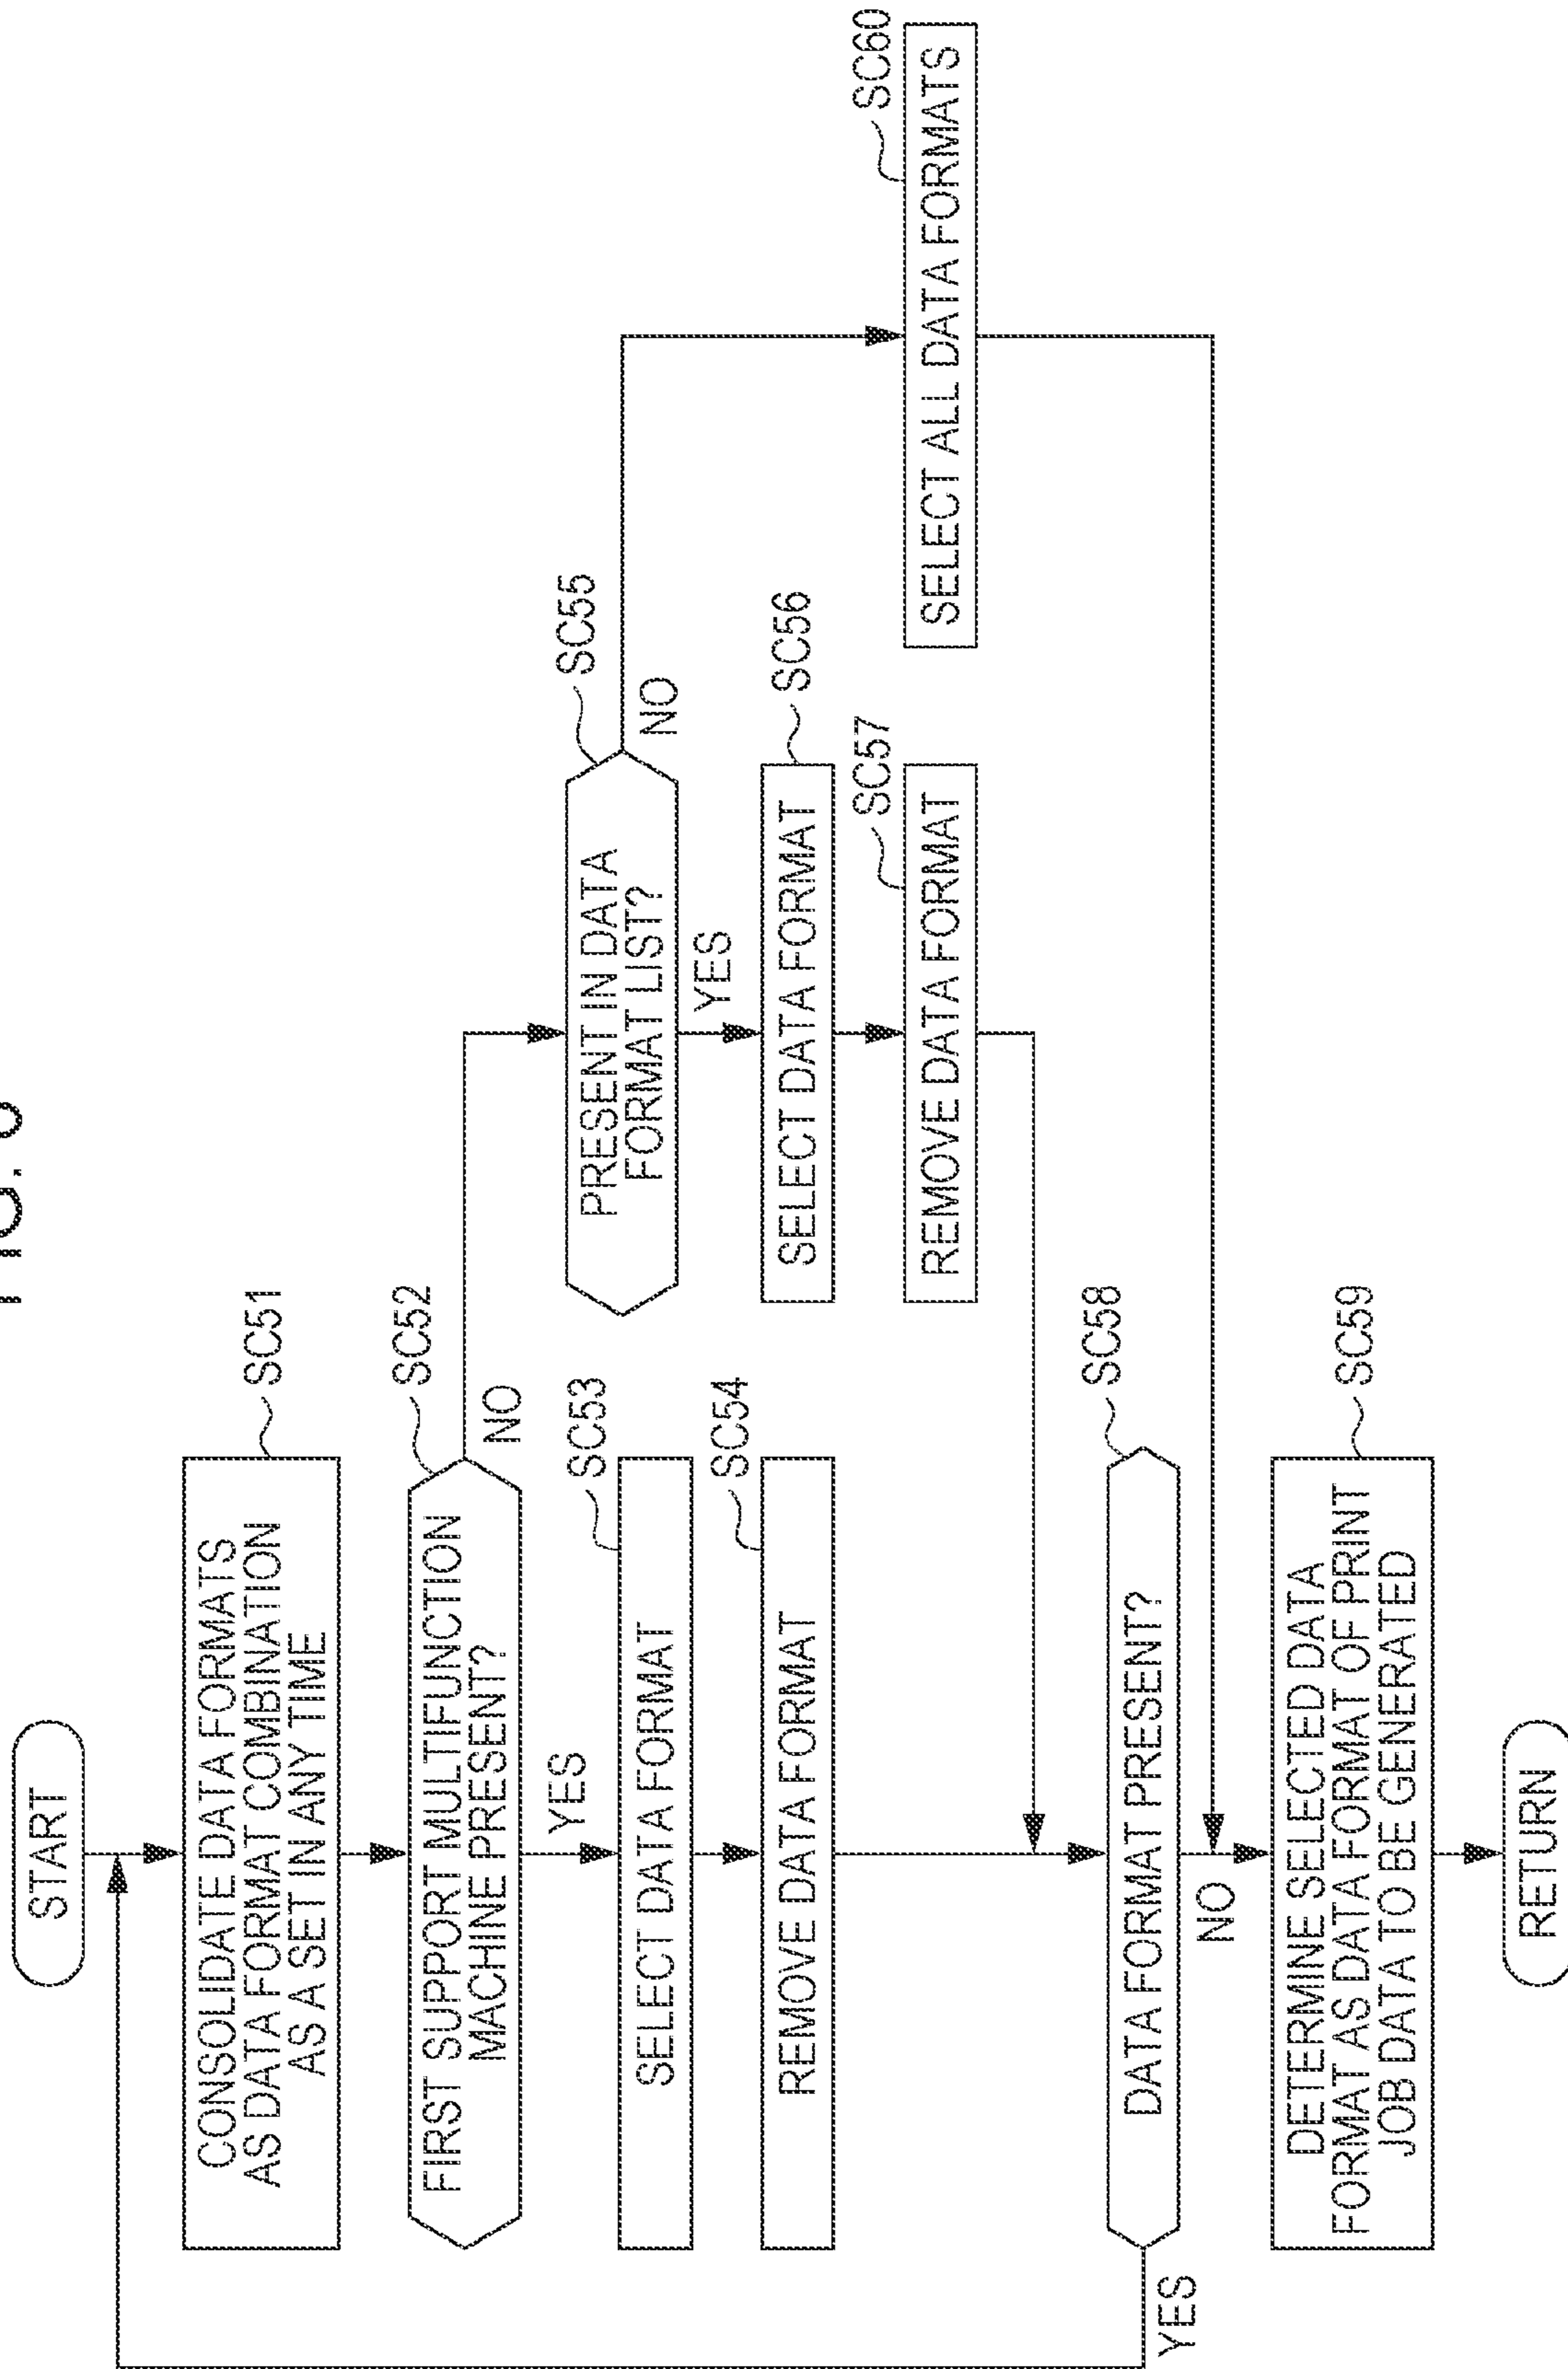 START
CONSOLIDATE DATA FORMATS
AS DATA FORMAT COMBINATION
AS A SET IN ANY TIME
SC51
FIRST SUPPORT MULTIFUNCTION
MACHINE PRESENT?
SC52
NO
YES
SELECT DATA FORMAT
SC53
REMOVE DATA FORMAT
SC54
PRESENT IN DATA
FORMAT LIST?
SC55
NO
YES
SELECT DATA FORMAT
SC56
REMOVE DATA FORMAT
SC57
SELECT ALL DATA FORMATS
SC60
DATA FORMAT PRESENT?
SC58
YES
NO
DETERMINE SELECTED DATA
FORMAT AS DATA FORMAT OF PRINT
JOB DATA TO BE GENERATED
SC59
RETURN